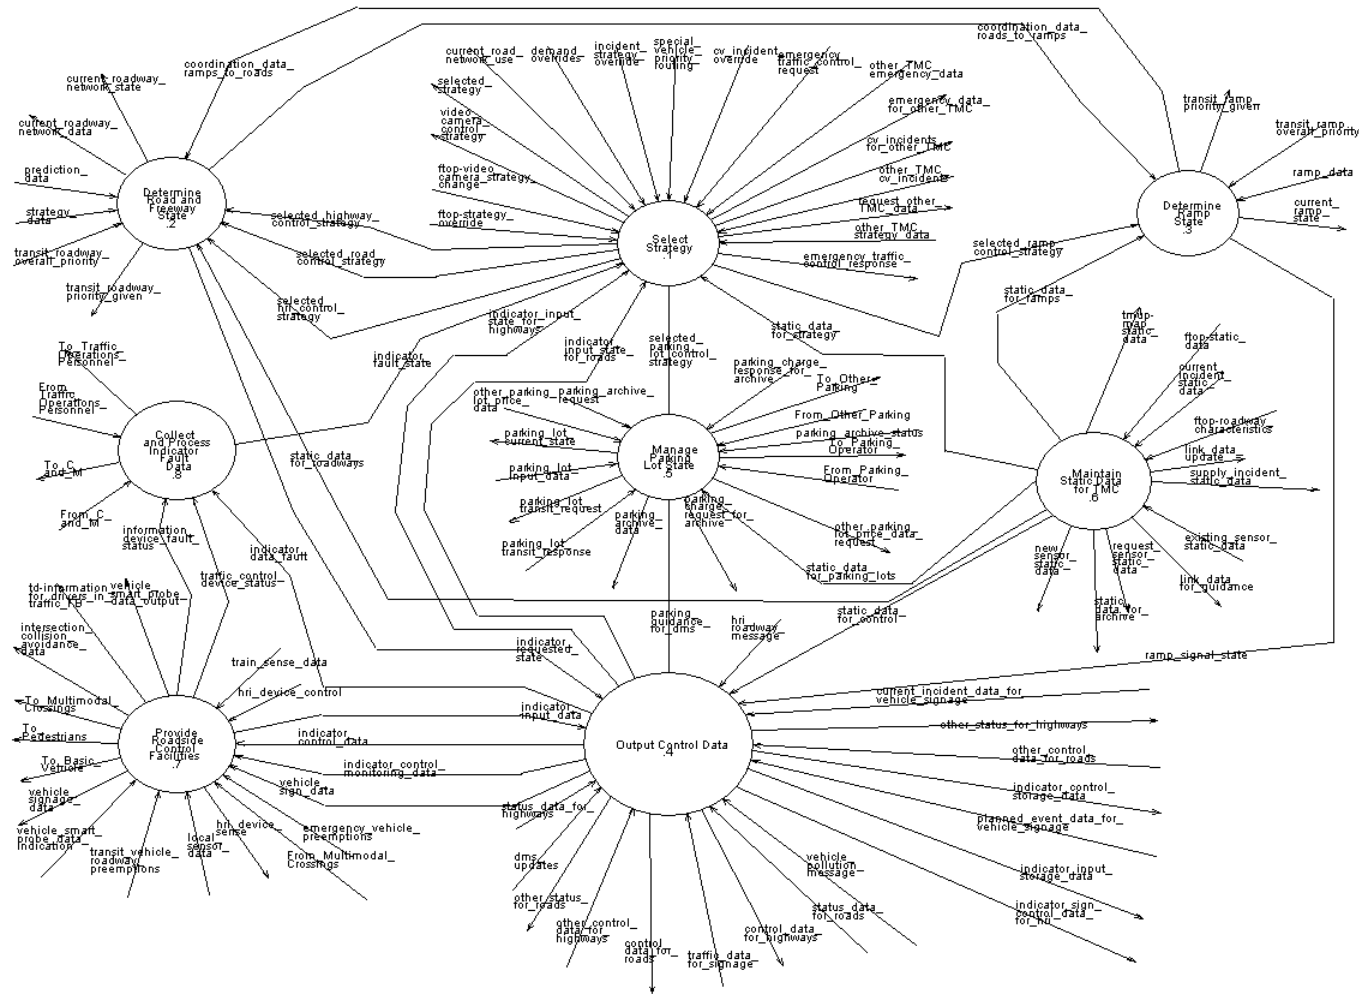 coordination_data_
roads_to_ramps
coordination_data_
ramps_to_roads
current_roadway_
network_state
current_roadway_
network_data
prediction_
data
strategy_
data
transit_roadway_
overall_priority
transit_roadway_
priority_given
Determine
Road and
Freeway
State
.2
current_road_
network_use
demand_
overrides
incident_
strategy_
override
special_
vehicle_
priority_
routing
cv_incident_
override
emergency_
traffic_control_
request
other_TMC_
emergency_data
selected_
strategy
video_
camera_
control_
strategy
ftop-video_
camera_strategy_
change
ftop-strategy_
override
emergency_data_
for_other_TMC
cv_incidents_
for_other_TMC
other_TMC_
cv_incidents
request_other_
TMC_data
other_TMC_
strategy_data
emergency_traffic_
control_response
Select
Strategy
.1
transit_ramp_
priority_given
transit_ramp_
overall_priority
ramp_data
current_
ramp_
state
Determine
Ramp
State
.3
selected_highway_
control_strategy
selected_road_
control_strategy
selected_
hri_control_
strategy
selected_ramp_
control_strategy
static_data_
for_ramps
indicator_input_
state_for_
highways
indicator_
input_state_
for_roads
indicator_
fault_state
selected_
parking_
lot_control_
strategy
static_data_
for_strategy
To_Traffic_
Operations_
Personnel
From_
Traffic_
Operations_
Personnel
To_C_
and_M
From_C_
and_M
Collect
and Process
Indicator
Fault
Data
.8
static_data_
for_roadways
other_parking_
lot_price_
data
parking_archive_
request
parking_charge_
response_for_
archive
To_Other_
Parking
From_Other_Parking
parking_archive_status
To_Parking_
Operator
From_Parking_
Operator
parking_lot_
current_state
parking_lot_
input_data
parking_lot_
transit_request
parking_lot_
transit_response
parking_
archive_
data
parking_
charge_
request_for_
archive
other_parking_
lot_price_data_
request
static_data_
for_parking_lots
Manage
Parking
Lot State
.5
tmup-
map_
static_
data
ftop-static_
data
current_
incident_
static_
data
ftop-roadway_
characteristics
link_data_
update
supply_incident_
static_data
existing_sensor_
static_data
link_data_
for_guidance
new_
sensor_
static_
data
request_
sensor_
static_
data
static_
data_for_
archive
Maintain
Static Data
for TMC
.6
information_
device_fault_
status
indicator_
data_fault
traffic_control_
device_status
td-information_
for_drivers_in_
traffic_FB
vehicle_
smart_probe_
data_output
intersection_
collision_
avoidance_
data
train_sense_data
hri_device_control
To_Multimodal_
Crossings
To_
Pedestrians
To_Basic_
Vehicle
vehicle_
signage_
data
vehicle_smart_
probe_data_
indication
transit_vehicle_
roadway_
preemptions
local_
sensor_
data
hri_device_
sense
emergency_vehicle_
preemptions
From_Multimodal_
Crossings
Provide
Roadside
Control
Facilities
.7
indicator_
requested_
state
indicator_
input_data
indicator_
control_data
indicator_control_
monitoring_data
vehicle_
sign_data
parking_
guidance_
for_dms
hri_
roadway_
message
static_data_
for_control
ramp_signal_state
current_incident_data_for_
vehicle_signage
other_status_for_highways
other_control_
data_for_roads
indicator_control_
storage_data
planned_event_data_for_
vehicle_signage
indicator_input_
storage_data
indicator_sign_
control_data_
for_hri
status_data_for_
highways
dms_
updates
other_status_
for_roads
other_control_
data_for_
highways
control_
data_for_
roads
traffic_data_
for_signage
control_data_
for_highways
status_data_
for_roads
vehicle_
pollution_
message
Output Control Data
.4